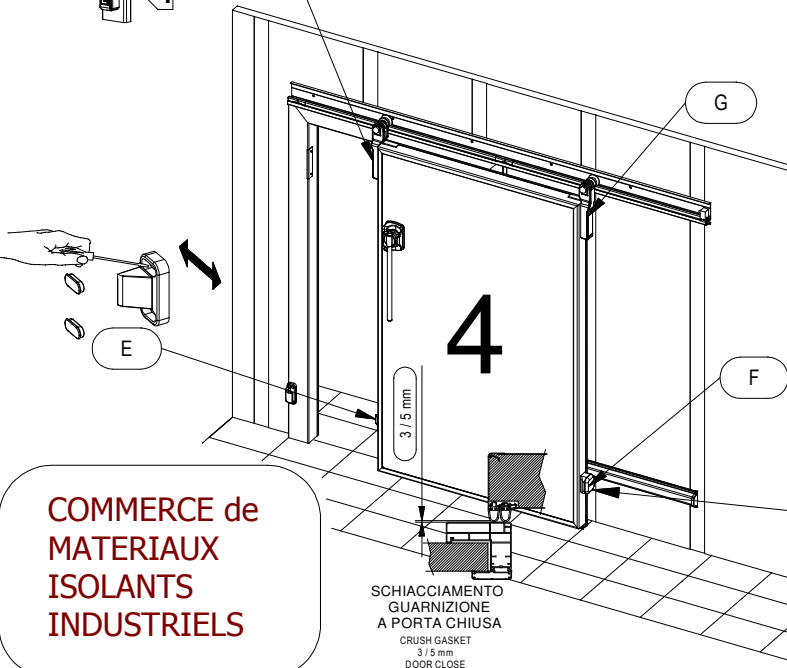 G
E
4
3 / 5 mm
F
COMMERCE de
MATERIAUX
ISOLANTS
INDUSTRIELS
SCHIACCIAMENTO
GUARNIZIONE
A PORTA CHIUSA
CRUSH GASKET
3 / 5 mm
DOOR CLOSE